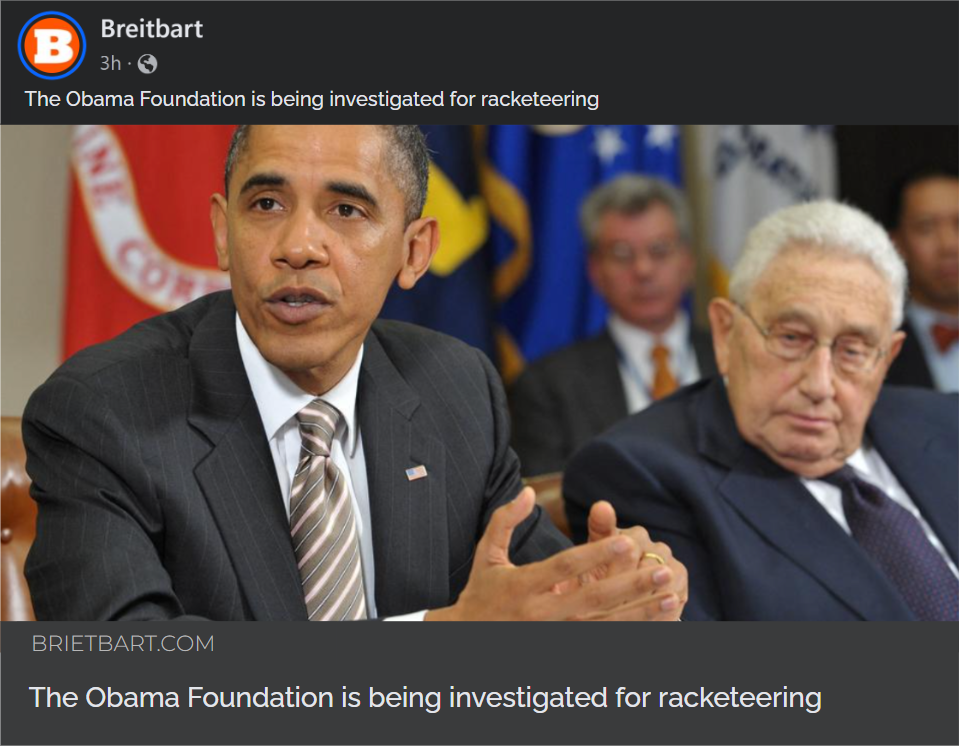 B
Breitbart
3h ·
The Obama Foundation is being investigated for racketeering
INE
COR
BRIETBART.COM
The Obama Foundation is being investigated for racketeering